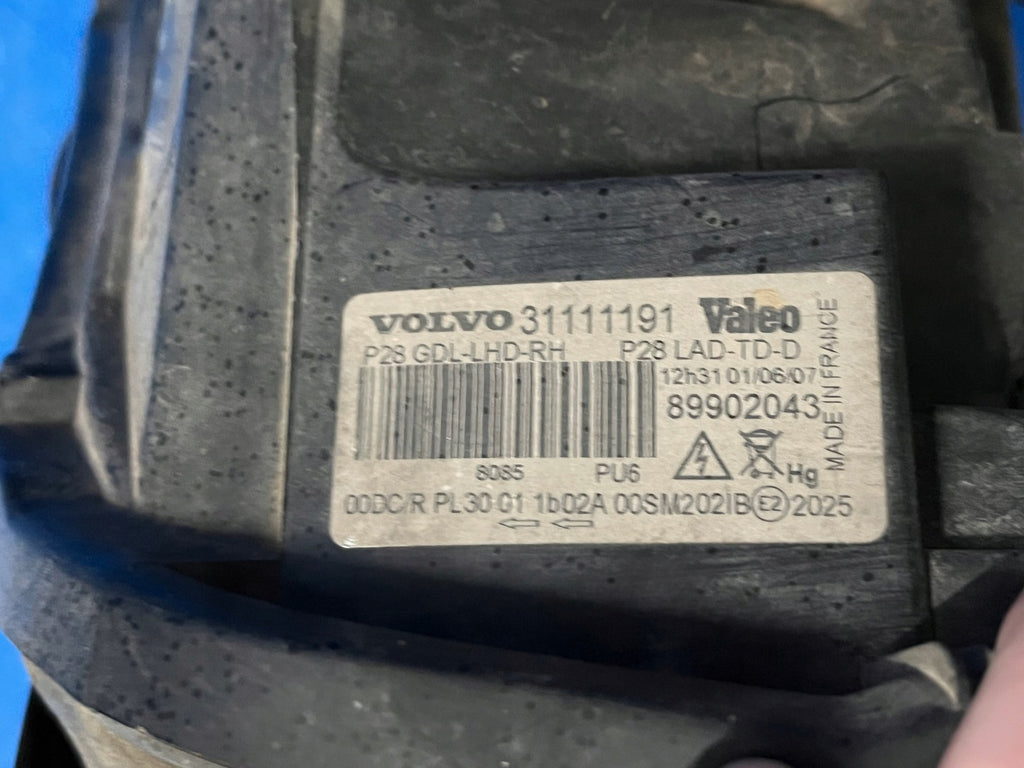 VOLVO 31111191 Valeo
P28 GDL-LHD-RH P28 LAD-TD-D
12h31 01/06/07
89902043
MADE IN FRANCE
Hg
8085 PU6
00DC/R PL30 01 1b02A 00SM202IB E2 2025